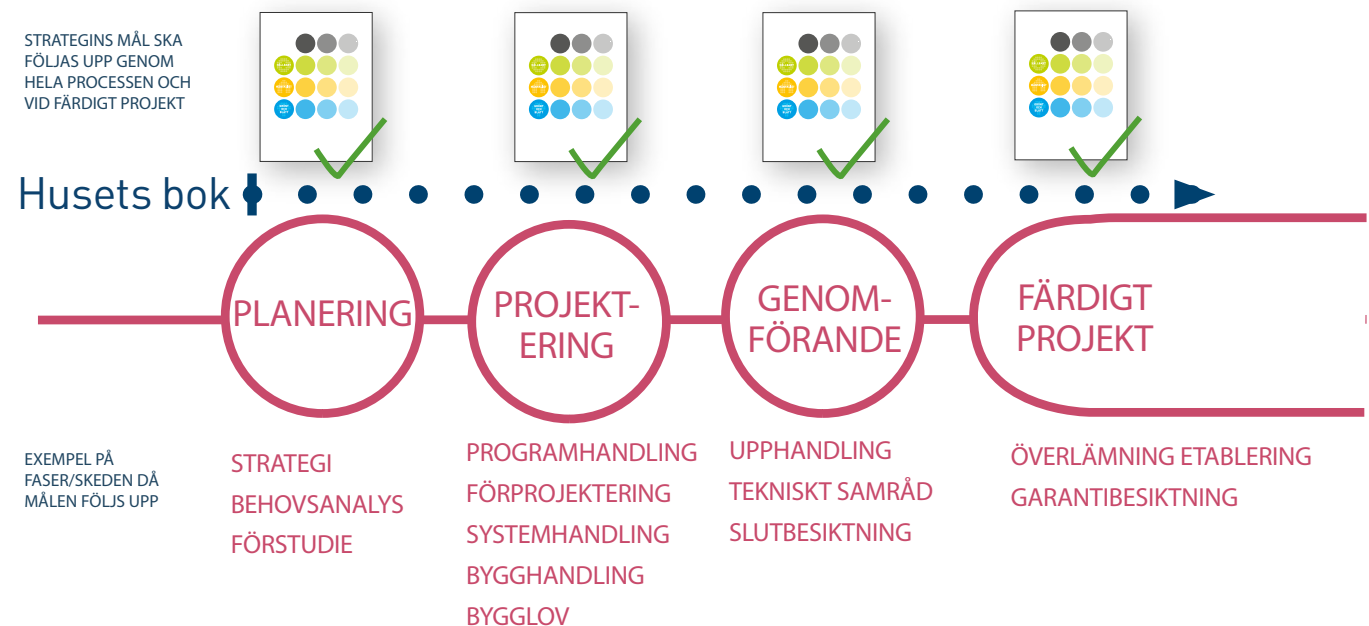 STRATEGINS MÅL SKA
FÖLJAS UPP GENOM
HELA PROCESSEN OCH
VID FÄRDIGT PROJEKT
Husets bok
PLANERING
PROJEKT-
ERING
GENOM-
FÖRANDE
FÄRDIGT
PROJEKT
EXEMPEL PÅ
FASER/SKEDEN DÅ
MÅLEN FÖLJS UPP
STRATEGI
BEHOVSANALYS
FÖRSTUDIE
PROGRAMHANDLING
FÖRPROJEKTERING
SYSTEMHANDLING
BYGGHANDLING
BYGGLOV
UPPHANDLING
TEKNISKT SAMRÅD
SLUTBESIKTNING
ÖVERLÄMNING ETABLERING
GARANTIBESIKTNING